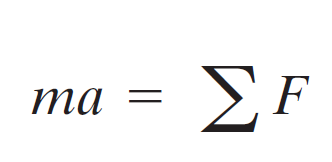 ma = ∑ F